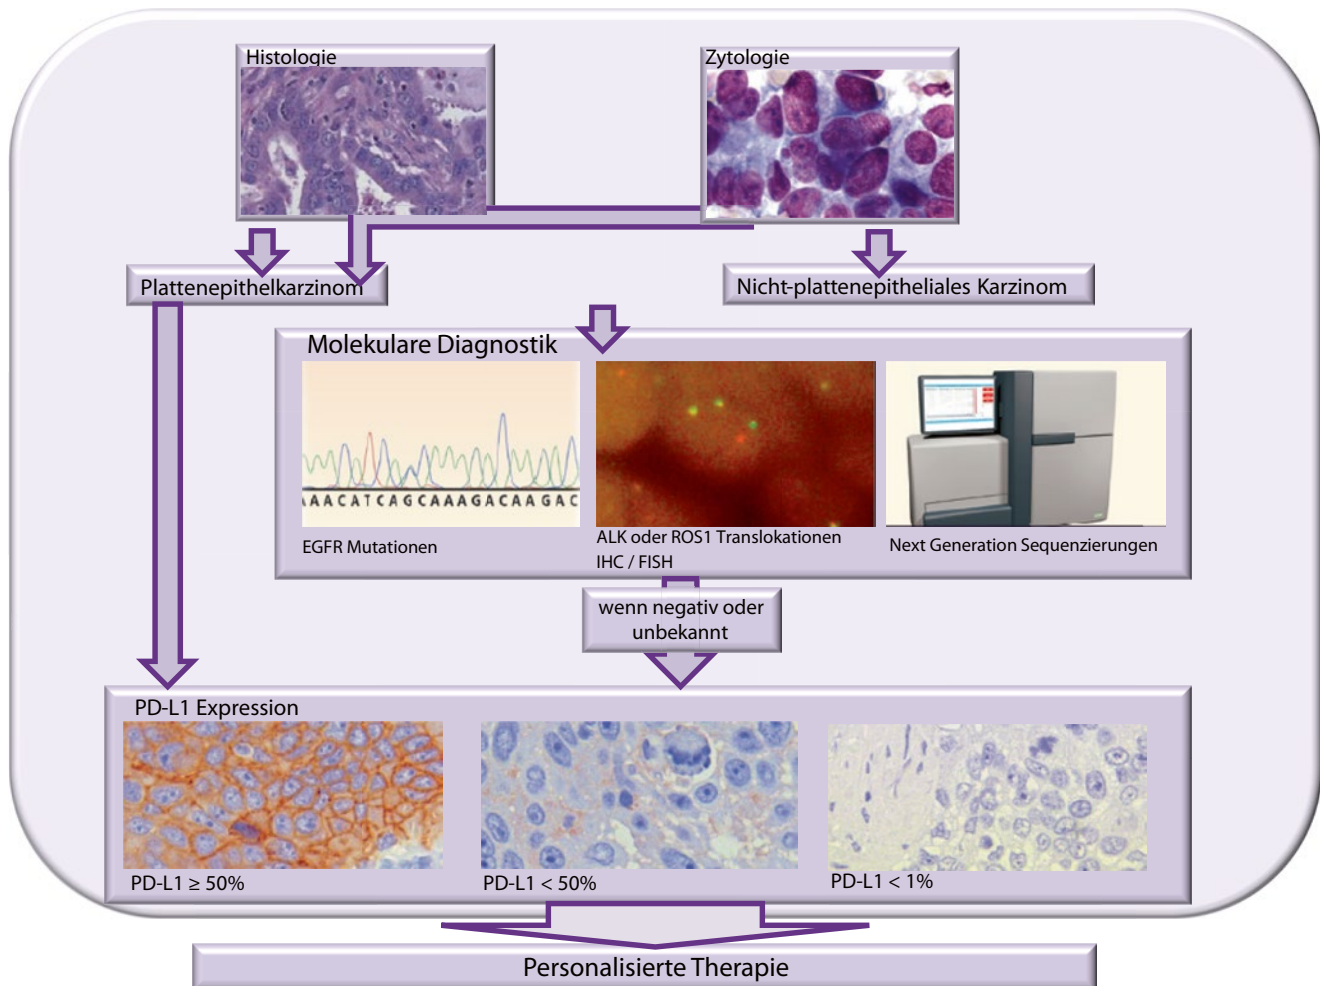 Histologie
Zytologie
Plattenepithelkarzinom
Nicht-plattenepitheliales Karzinom
Molekulare Diagnostik
AAACATCAGCAAAGACAAGAC
EGFR Mutationen
ALK oder ROS1 Translokationen
IHC / FISH
Next Generation Sequenzierungen
wenn negativ oder
unbekannt
PD-L1 Expression
PD-L1 ≥ 50%
PD-L1 < 50%
PD-L1 < 1%
Personalisierte Therapie